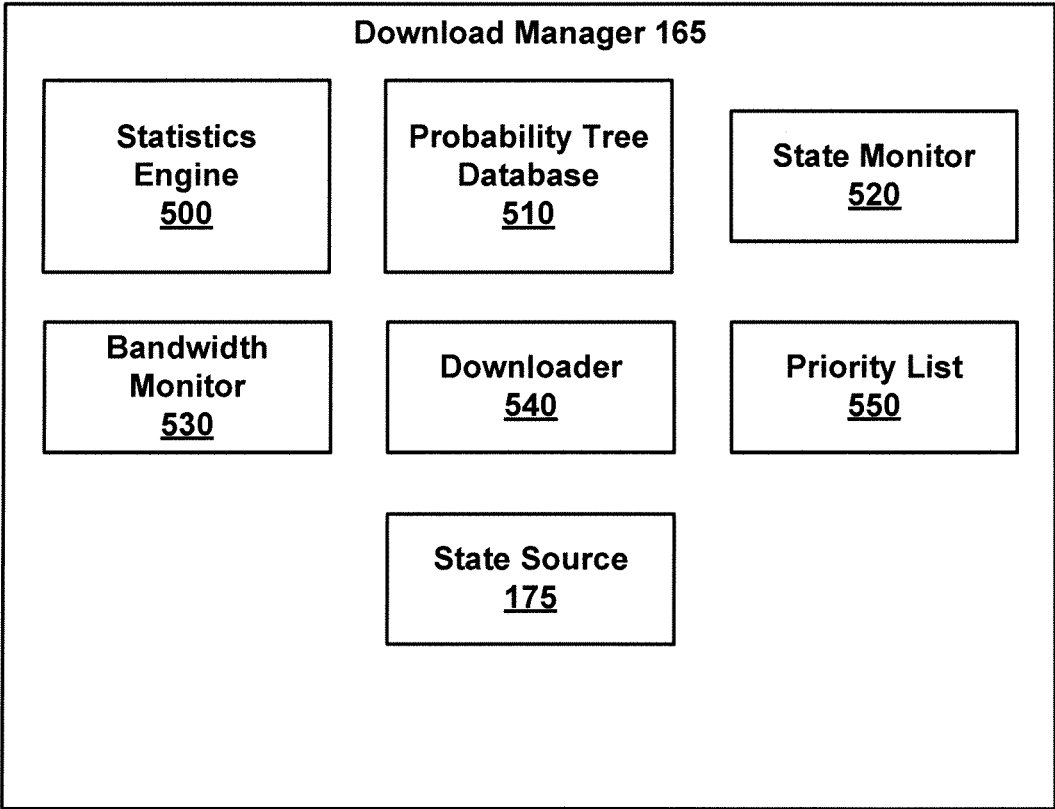 Download Manager 165
Statistics
Engine
500
Probability Tree
Database
510
State Monitor
520
Bandwidth
Monitor
530
Downloader
540
Priority List
550
State Source
175